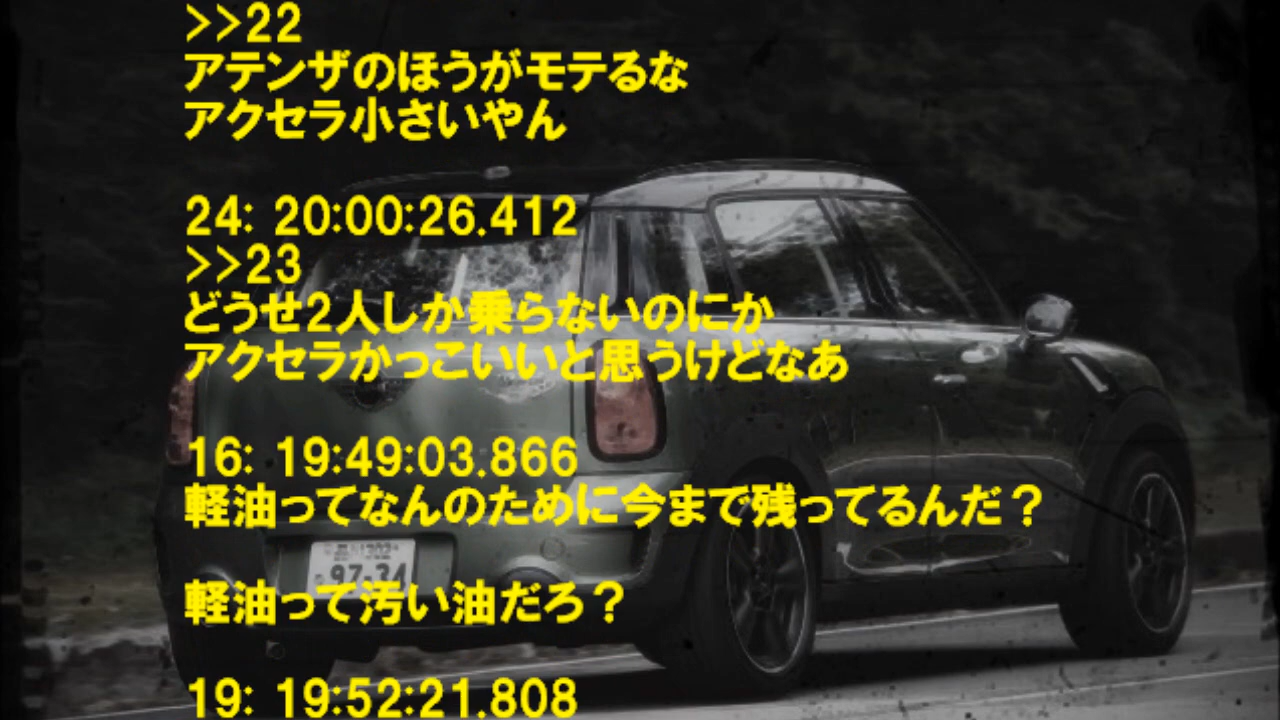 >>22
アテンザのほうがモテるな
アクセラ小さいやん
24: 20:00:26.412
>>23
どうせ2人しか乗らないのにか
アクセラかっこいいと思うけどなあ
16: 19:49:03.866
軽油ってなんのために今まで残ってるんだ？
97-34
軽油って汚い油だろ？
19: 19:52:21.808